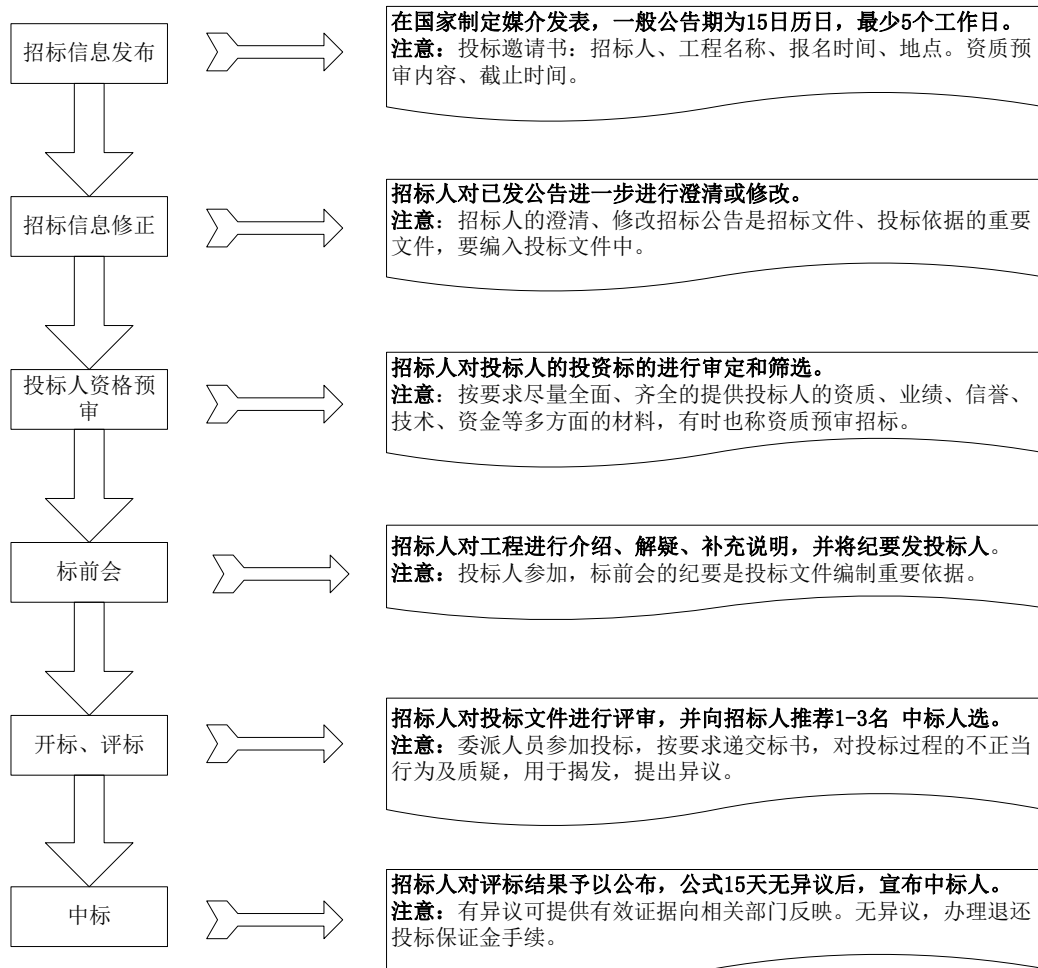 招标信息发布
在国家制定媒介发表，一般公告期为15日历日，最少5个工作日。
注意：投标邀请书：招标人、工程名称、报名时间、地点。资质预
审内容、截止时间。
招标信息修正
招标人对已发公告进一步进行澄清或修改。
注意：招标人的澄清、修改招标公告是招标文件、投标依据的重要
文件，要编入投标文件中。
投标人资格预
审
招标人对投标人的投资标的进行审定和筛选。
注意：按要求尽量全面、齐全的提供投标人的资质、业绩、信誉、
技术、资金等多方面的材料，有时也称资质预审招标。
标前会
招标人对工程进行介绍、解疑、补充说明，并将纪要发投标人。
注意：投标人参加，标前会的纪要是投标文件编制重要依据。
开标、评标
招标人对投标文件进行评审，并向招标人推荐1-3名 中标人选。
注意：委派人员参加投标，按要求递交标书，对投标过程的不正当
行为及质疑，用于揭发，提出异议。
中标
招标人对评标结果予以公布，公式15天无异议后，宣布中标人。
注意：有异议可提供有效证据向相关部门反映。无异议，办理退还
投标保证金手续。